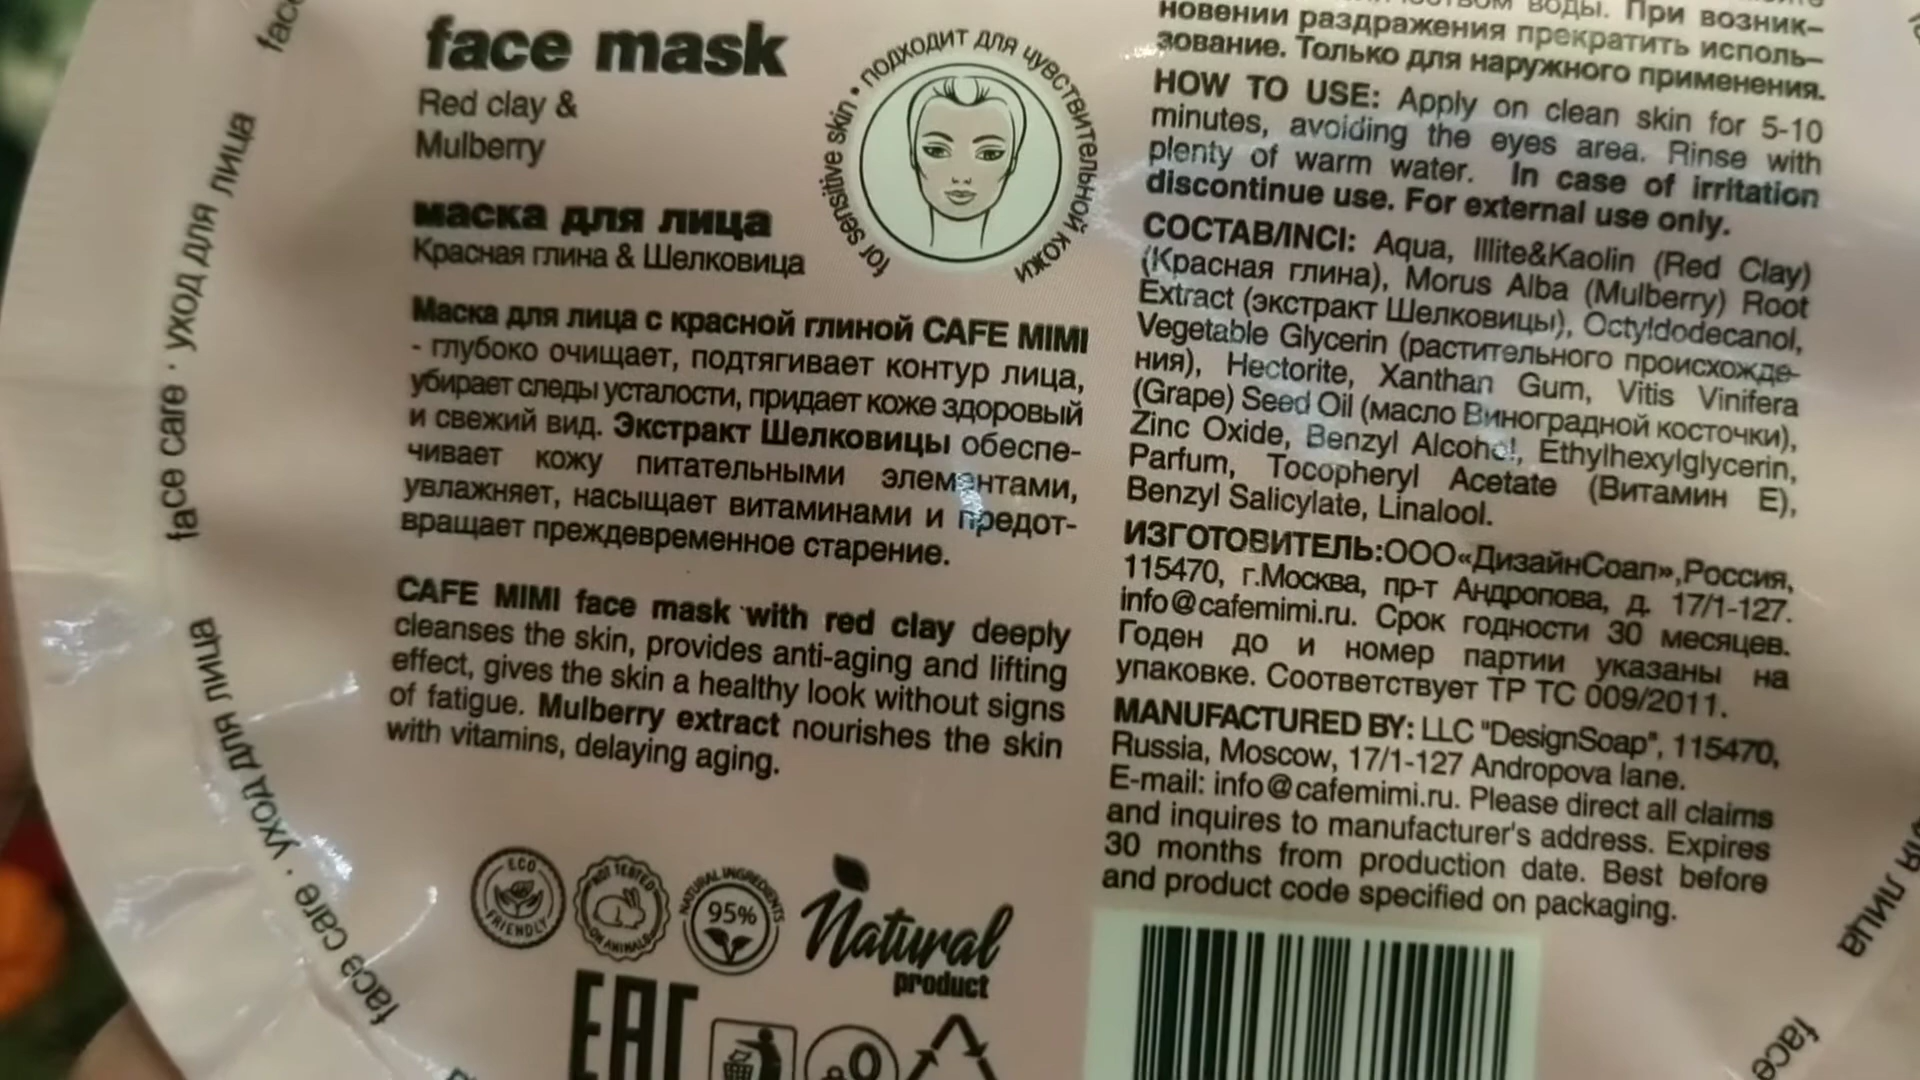 face mask
Red clay &
Mulberry
маска для лица
Красная глина & Шелковица
for sensitive skin • подходит для чувствительной кожи
Маска для лица с красной глиной CAFE MIMI
- глубоко очищает, подтягивает контур лица,
убирает следы усталости, придает коже здоровый
и свежий вид. Экстракт Шелковицы обеспе-
чивает кожу питательными элементами,
увлажняет, насыщает витаминами и предот-
вращает преждевременное старение.
CAFE MIMI face mask with red clay deeply
cleanses the skin, provides anti-aging and lifting
effect, gives the skin a healthy look without signs
of fatigue. Mulberry extract nourishes the skin
with vitamins, delaying aging.
ECO FRIENDLY
NOT TESTED ON ANIMALS
NATURAL INGREDIENTS
95%
Natural
product
EAC
воды. При возник-
новении раздражения прекратить исполь-
зование. Только для наружного применения.
HOW TO USE: Apply on clean skin for 5-10
minutes, avoiding the eyes area. Rinse with
plenty of warm water. In case of irritation
discontinue use. For external use only.
СОСТАВ/INCI: Aqua, Illite&Kaolin (Red Clay)
(Красная глина), Morus Alba (Mulberry) Root
Extract (экстракт Шелковицы), Octyldodecanol,
Vegetable Glycerin (растительного происхожде-
ния), Hectorite, Xanthan Gum, Vitis Vinifera
(Grape) Seed Oil (масло Виноградной косточки),
Zinc Oxide, Benzyl Alcohol, Ethylhexylglycerin,
Parfum, Tocopheryl Acetate (Витамин Е),
Benzyl Salicylate, Linalool.
ИЗГОТОВИТЕЛЬ:ООО«ДизайнСоап»,Россия,
115470, г.Москва, пр-т Андропова, д. 17/1-127.
info@cafemimi.ru. Срок годности 30 месяцев.
Годен до и номер партии указаны на
упаковке. Соответствует ТР ТС 009/2011.
MANUFACTURED BY: LLC "DesignSoap", 115470,
Russia, Moscow, 17/1-127 Andropova lane.
E-mail: info@cafemimi.ru. Please direct all claims
and inquires to manufacturer's address. Expires
30 months from production date. Best before
and product code specified on packaging.
face care · уход для лица
face care · уход для лица
face care
лица
face